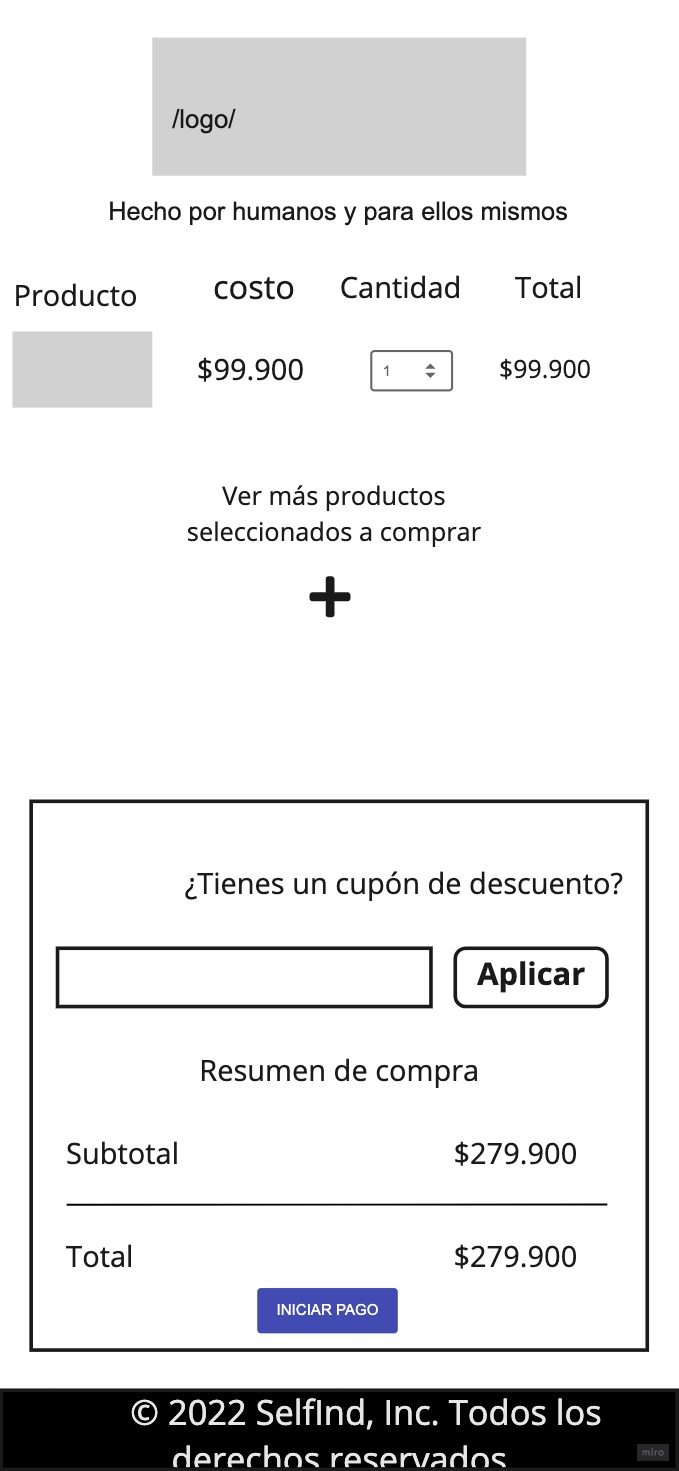 /logo/
Hecho por humanos y para ellos mismos
Producto costo Cantidad Total
$99.900 1 $99.900
Ver más productos
seleccionados a comprar
¿Tienes un cupón de descuento?
Aplicar
Resumen de compra
Subtotal $279.900
Total $279.900
INICIAR PAGO
© 2022 SelfInd, Inc. Todos los
derechos reservados
miro